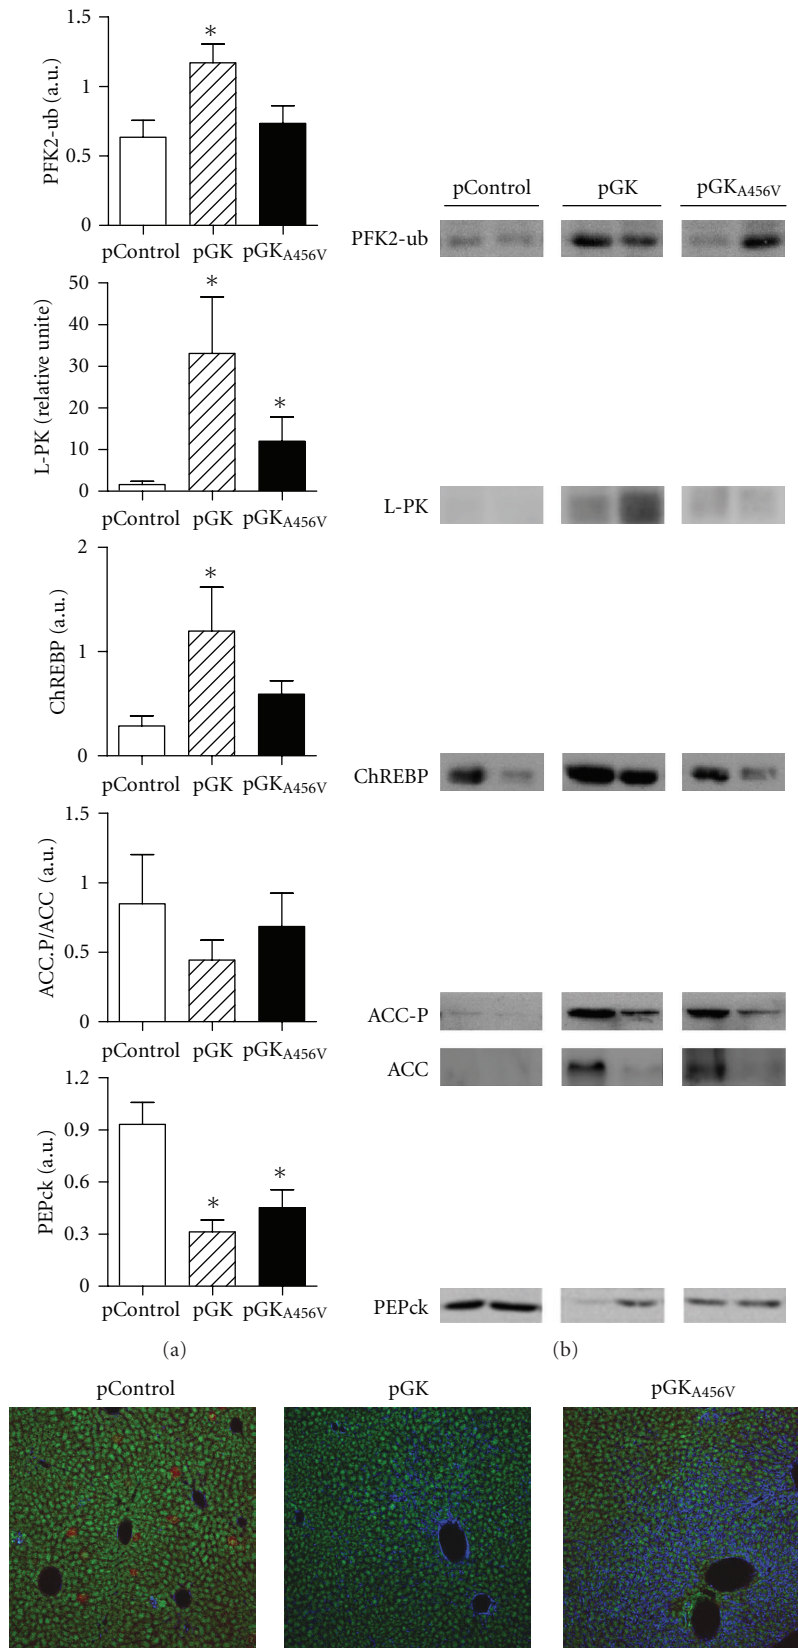 1.5
1
0.5
0
PFK2-ub (a.u.)
*
pControl pGK pGKA456V
50
40
30
20
10
0
L-PK (relative unite)
*
*
pControl pGK pGKA456V
2
1
0
ChREBP (a.u.)
*
pControl pGK pGKA456V
1.5
1
0.5
0
ACC.P/ACC (a.u.)
pControl pGK pGKA456V
1.2
0.9
0.6
0.3
0
PEPck (a.u.)
*
*
pControl pGK pGKA456V
(a)
pControl pGK pGKA456V
PFK2-ub
L-PK
ChREBP
ACC-P
ACC
PEPck
(b)
pControl pGK pGKA456V